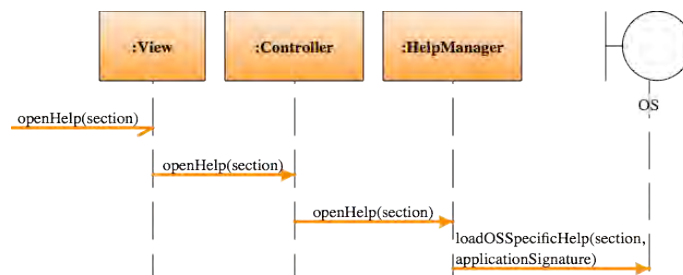 :View
:Controller
:HelpManager
OS
openHelp(section)
openHelp(section)
openHelp(section)
loadOSSpecificHelp(section,
applicationSignature)